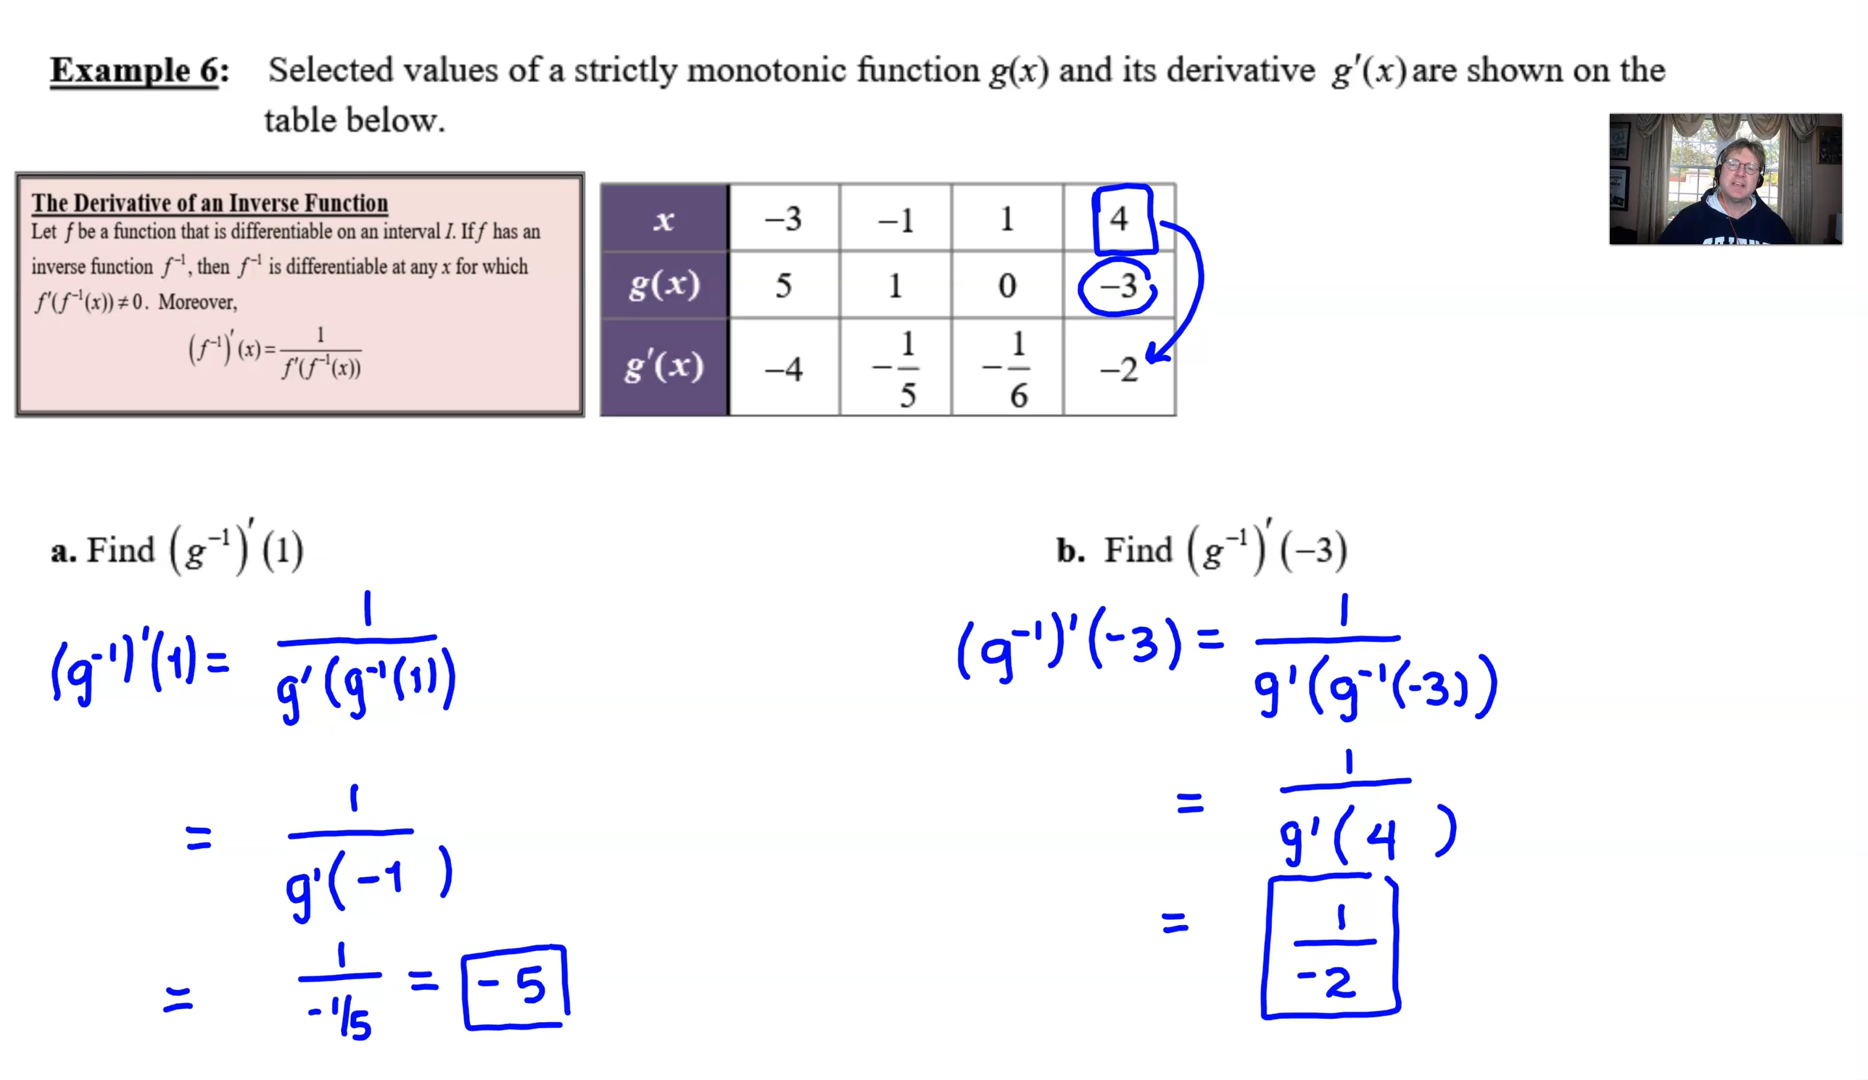 Example 6: Selected values of a strictly monotonic function g(x) and its derivative g′(x) are shown on the
table below.
The Derivative of an Inverse Function
Let f be a function that is differentiable on an interval I. If f has an
inverse function f⁻¹, then f⁻¹ is differentiable at any x for which
f′(f⁻¹(x)) ≠ 0. Moreover,
(f⁻¹)′(x) = 1/f′(f⁻¹(x))
x −3 −1 1 4
g(x) 5 1 0 −3
g′(x) −4 −1/5 −1/6 −2
a. Find (g⁻¹)′(1)
(g⁻¹)′(1) = 1/g′(g⁻¹(1))
= 1/g′(−1)
= 1/−1/5 = −5
b. Find (g⁻¹)′(−3)
(g⁻¹)′(−3) = 1/g′(g⁻¹(−3))
= 1/g′(4)
= 1/−2